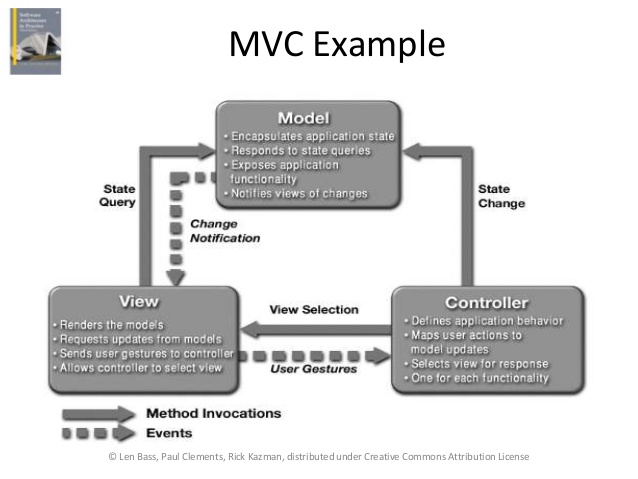 Software
Architecture
in Practice
MVC Example
Model
• Encapsulates application state
• Responds to state queries
• Exposes application
functionality
• Notifies views of changes
State
Query
State
Change
Change
Notification
View
• Renders the models
• Requests updates from models
• Sends user gestures to controller
• Allows controller to select view
View Selection
User Gestures
Controller
• Defines application behavior
• Maps user actions to
model updates
• Selects view for response
• One for each functionality
Method Invocations
Events
© Len Bass, Paul Clements, Rick Kazman, distributed under Creative Commons Attribution License